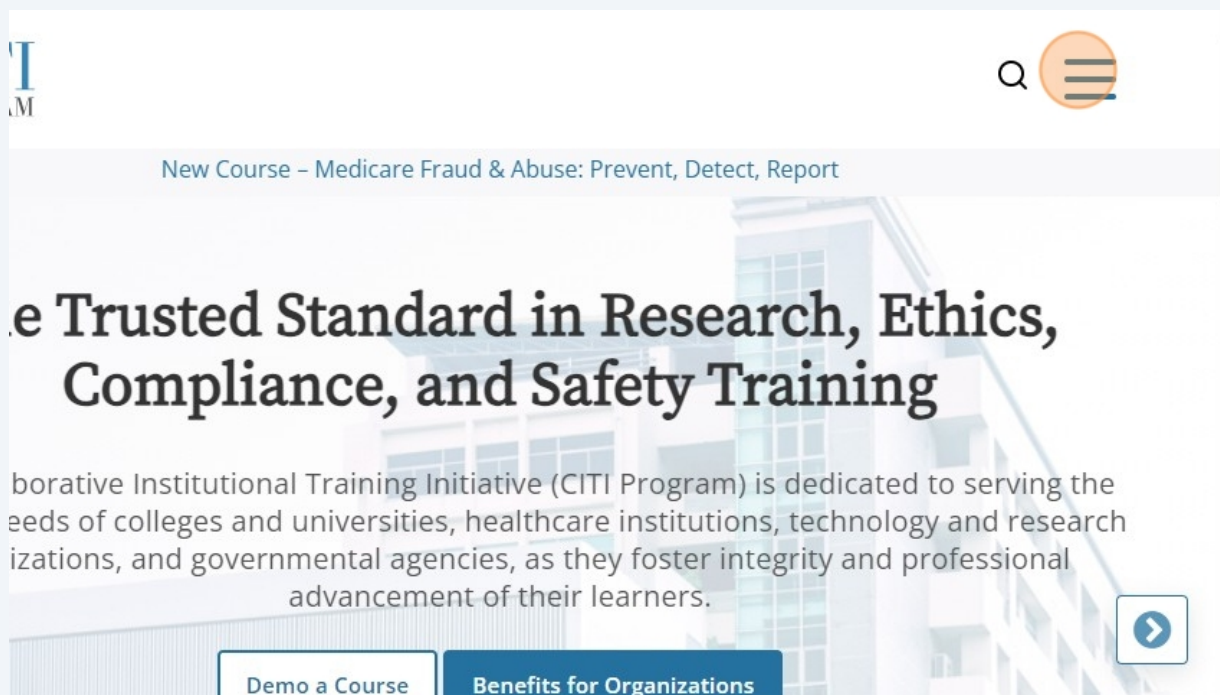 TI
AM
New Course – Medicare Fraud & Abuse: Prevent, Detect, Report
e Trusted Standard in Research, Ethics,
Compliance, and Safety Training
borative Institutional Training Initiative (CITI Program) is dedicated to serving the
eeds of colleges and universities, healthcare institutions, technology and research
izations, and governmental agencies, as they foster integrity and professional
advancement of their learners.
Demo a Course Benefits for Organizations